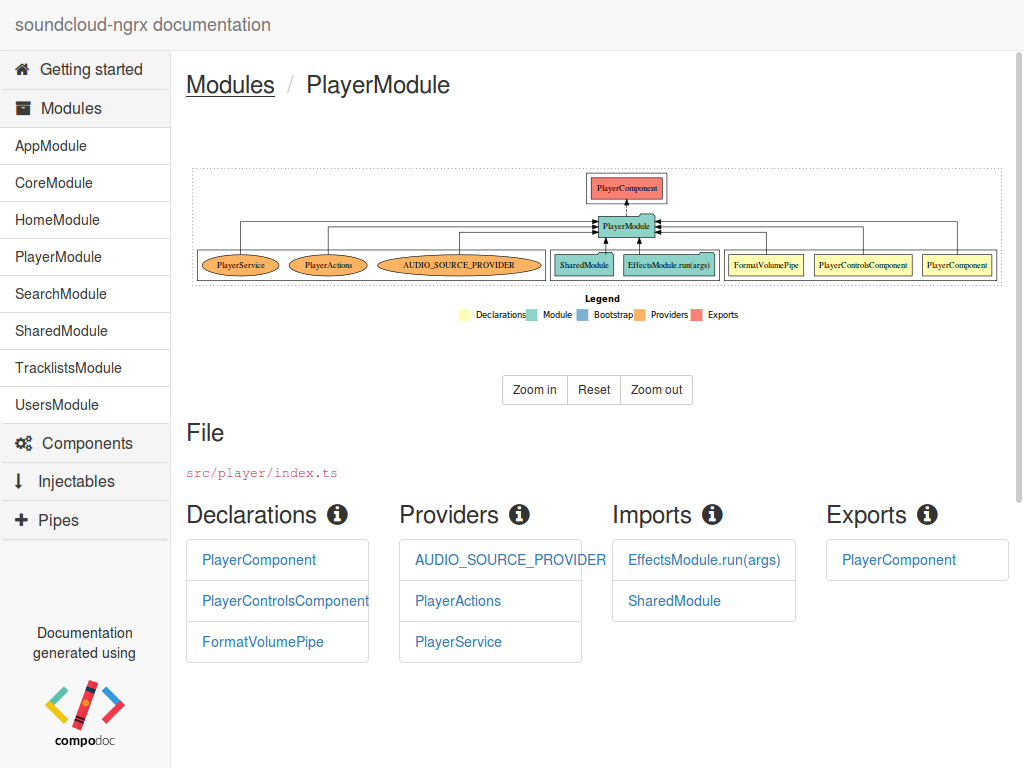 soundcloud-ngrx documentation
Getting started
Modules
AppModule
CoreModule
HomeModule
PlayerModule
SearchModule
SharedModule
TracklistsModule
UsersModule
Components
Injectables
Pipes
Documentation
generated using
compodoc
Modules / PlayerModule
PlayerComponent
PlayerModule
PlayerService PlayerActions AUDIO_SOURCE_PROVIDER SharedModule EffectsModule.run(args) FormatVolumePipe PlayerControlsComponent PlayerComponent
Legend
Declarations Module Bootstrap Providers Exports
Zoom in Reset Zoom out
File
src/player/index.ts
Declarations
PlayerComponent
PlayerControlsComponent
FormatVolumePipe
Providers
AUDIO_SOURCE_PROVIDER
PlayerActions
PlayerService
Imports
EffectsModule.run(args)
SharedModule
Exports
PlayerComponent